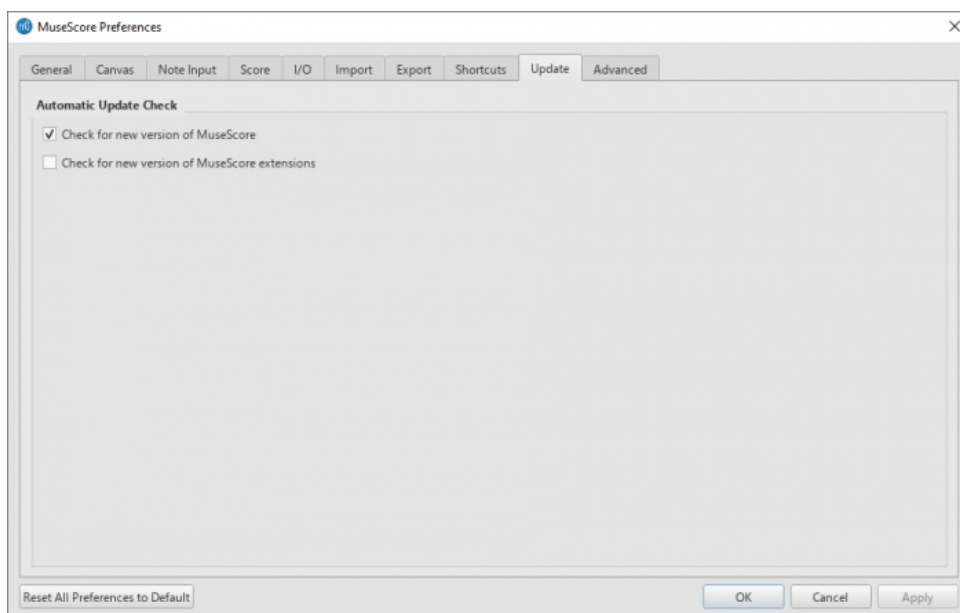 MuseScore Preferences
General Canvas Note Input Score I/O Import Export Shortcuts Update Advanced
Automatic Update Check
Check for new version of MuseScore
Check for new version of MuseScore extensions
Reset All Preferences to Default OK Cancel Apply